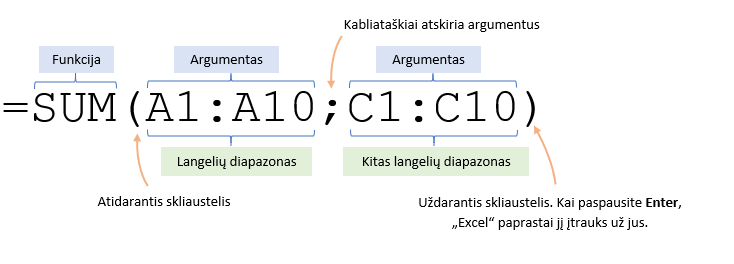 Kabliataškiai atskiria argumentus
Funkcija
Argumentas
Argumentas
=SUM(A1:A10;C1:C10)
Langelių diapazonas
Kitas langelių diapazonas
Atidarantis skliaustelis
Uždarantis skliaustelis. Kai paspausite Enter,
„Excel“ paprastai jį įtrauks už jus.